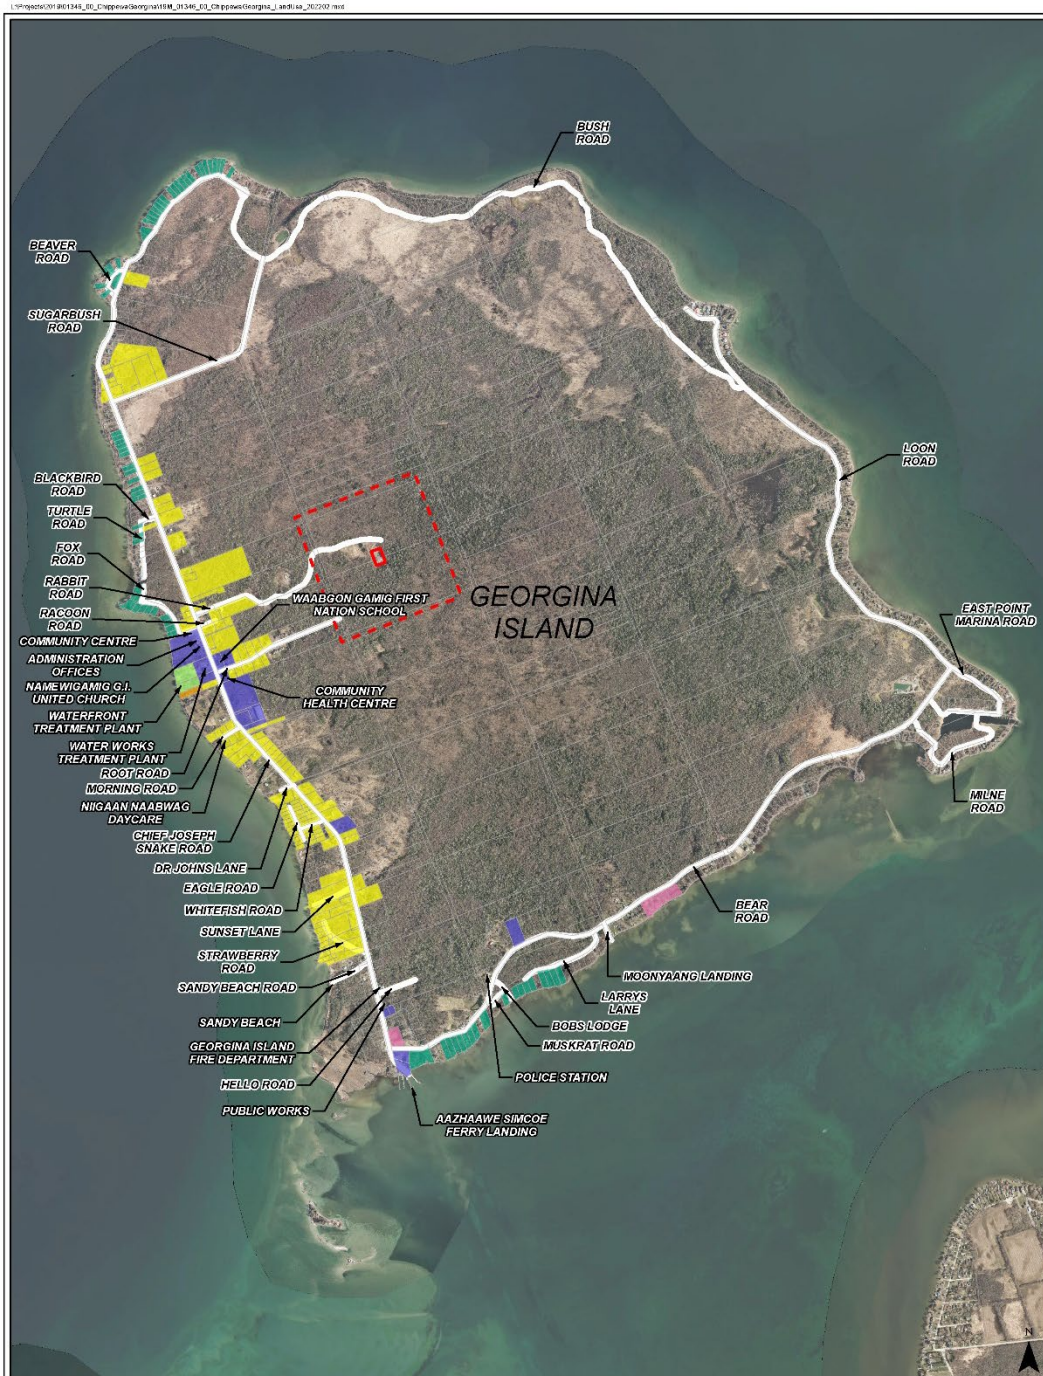 BUSH
ROAD
BEAVER
ROAD
SUGARBUSH
ROAD
LOON
ROAD
BLACKBIRD
ROAD
TURTLE
ROAD
FOX
ROAD
RABBIT
ROAD
WAABGON GAMIG FIRST
NATION SCHOOL
GEORGINA
ISLAND
EAST POINT
MARINA ROAD
RACOON
ROAD
COMMUNITY CENTRE
ADMINISTRATION
OFFICES
NAMEWIGAMIG G.I.
UNITED CHURCH
COMMUNITY
HEALTH CENTRE
WATERFRONT
TREATMENT PLANT
WATER WORKS
TREATMENT PLANT
ROOT ROAD
MORNING ROAD
NIIGAAN NAABWAG
DAYCARE
MILNE
ROAD
CHIEF JOSEPH
SNAKE ROAD
DR JOHNS LANE
EAGLE ROAD
WHITEFISH ROAD
BEAR
ROAD
SUNSET LANE
STRAWBERRY
ROAD
MOONYAANG LANDING
SANDY BEACH ROAD
LARRYS
LANE
SANDY BEACH
BOBS LODGE
GEORGINA ISLAND
FIRE DEPARTMENT
MUSKRAT ROAD
HELLO ROAD
POLICE STATION
PUBLIC WORKS
AAZHAAWE SIMCOE
FERRY LANDING
N